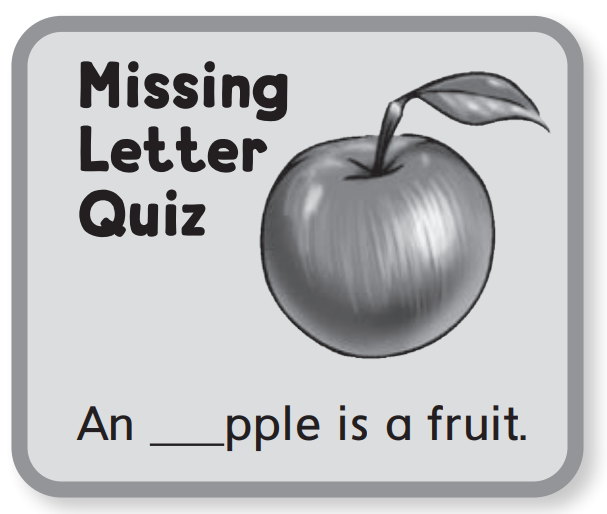 Missing
Letter
Quiz
An ___pple is a fruit.